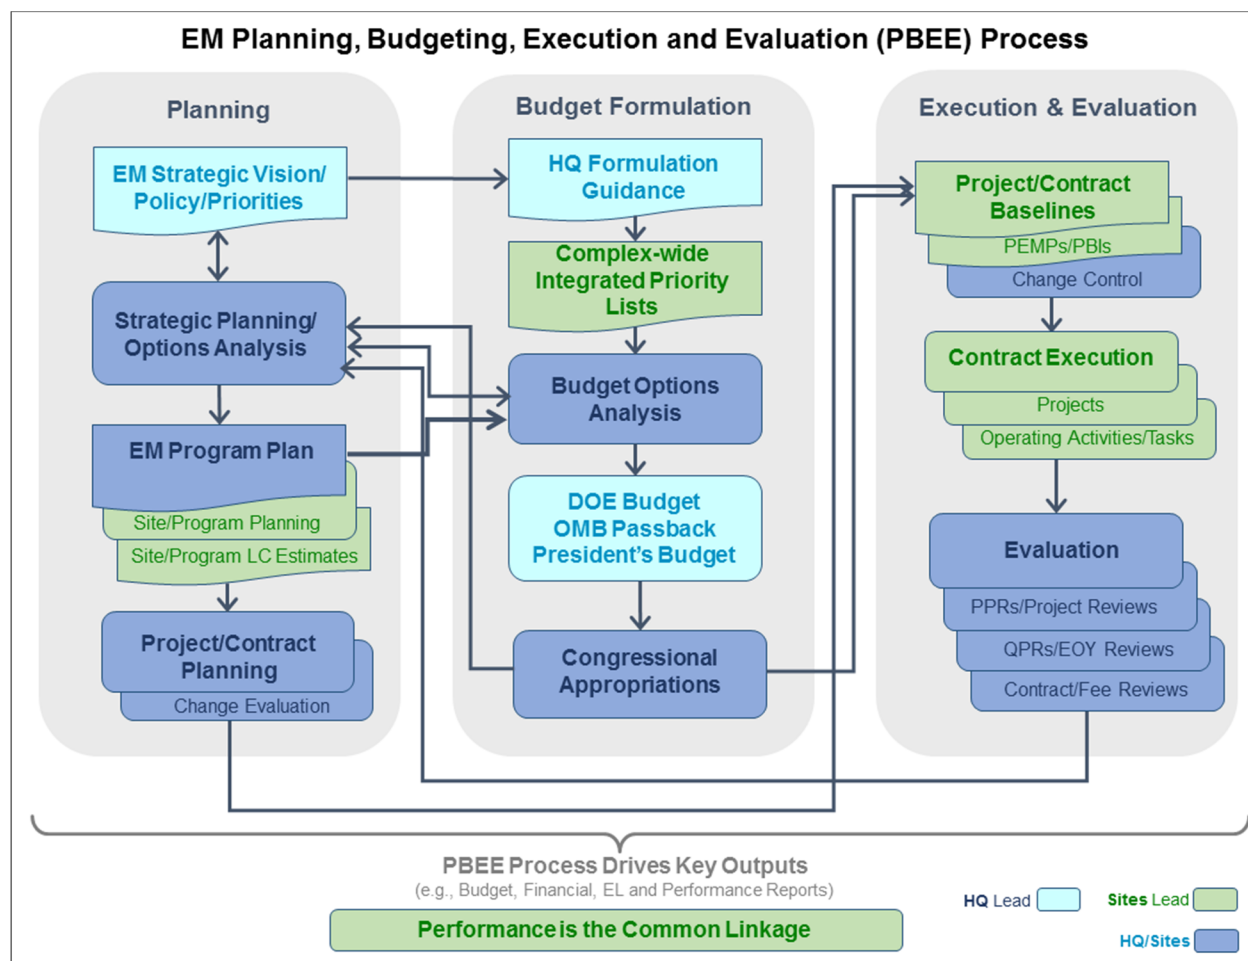 EM Planning, Budgeting, Execution and Evaluation (PBEE) Process
Planning
EM Strategic Vision/
Policy/Priorities
Strategic Planning/
Options Analysis
EM Program Plan
Site/Program Planning
Site/Program LC Estimates
Project/Contract
Planning
Change Evaluation
Budget Formulation
HQ Formulation
Guidance
Complex-wide
Integrated Priority
Lists
Budget Options
Analysis
DOE Budget
OMB Passback
President's Budget
Congressional
Appropriations
Execution & Evaluation
Project/Contract
Baselines
PEMPs/PBIs
Change Control
Contract Execution
Projects
Operating Activities/Tasks
Evaluation
PPRs/Project Reviews
QPRs/EOY Reviews
Contract/Fee Reviews
PBEE Process Drives Key Outputs
(e.g., Budget, Financial, EL and Performance Reports)
Performance is the Common Linkage
HQ Lead
Sites Lead
HQ/Sites